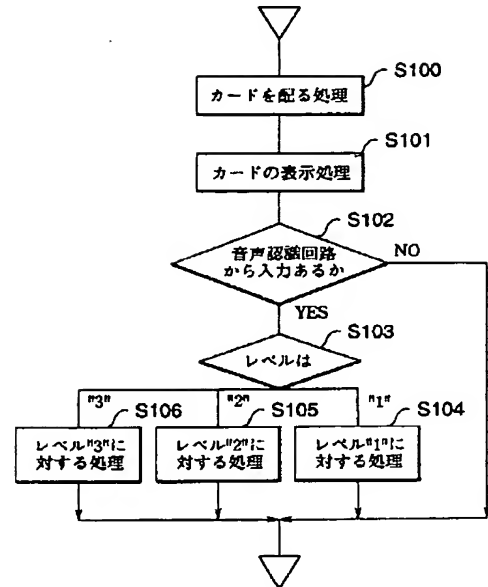 S100
カードを配る処理
S101
カードの表示処理
S102
音声認識回路
から入力あるか
NO
YES
S103
レベルは
"3"
S106
"2"
S105
"1"
S104
レベル"3"に
対する処理
レベル"2"に
対する処理
レベル"1"に
対する処理